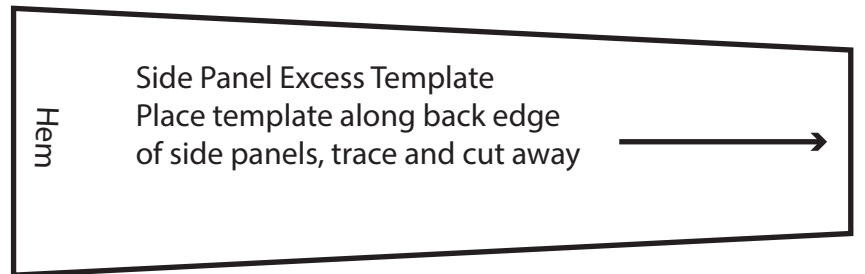 Side Panel Excess Template
Place template along back edge
of side panels, trace and cut away
Hem